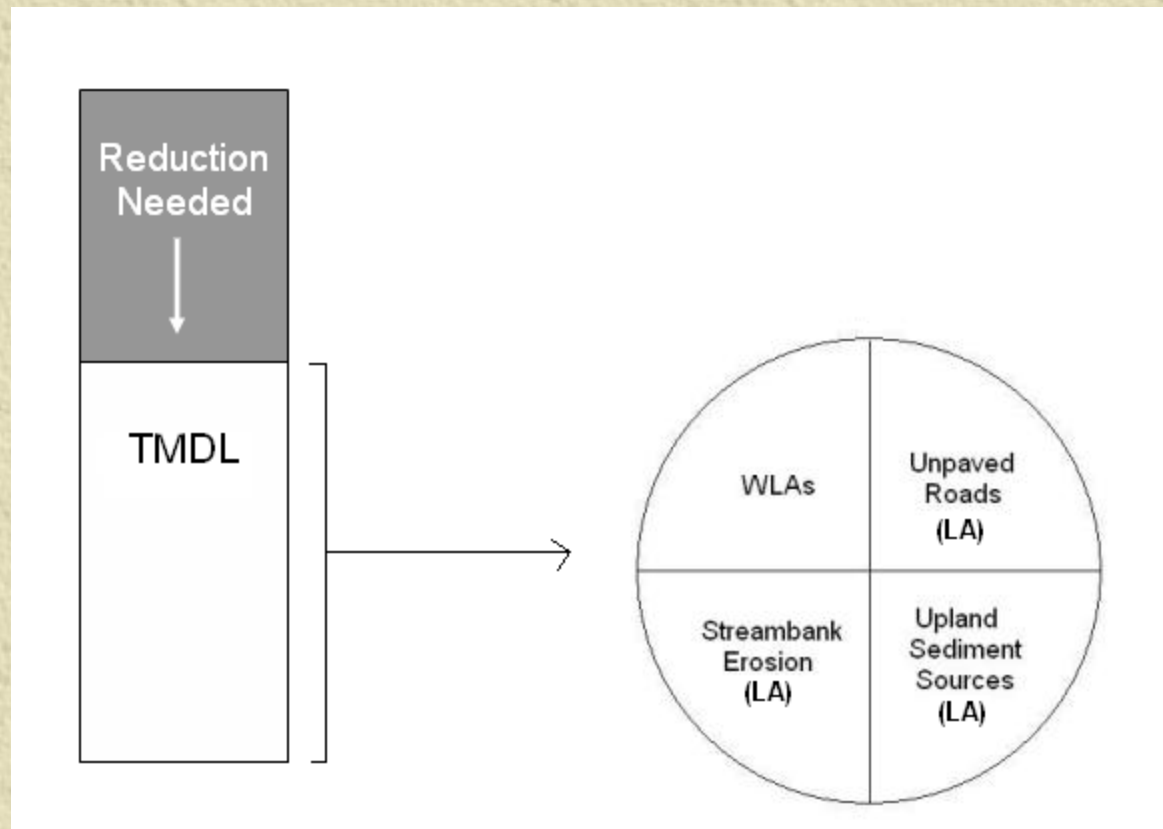 Reduction
Needed
TMDL
WLAs
Unpaved
Roads
(LA)
Streambank
Erosion
(LA)
Upland
Sediment
Sources
(LA)